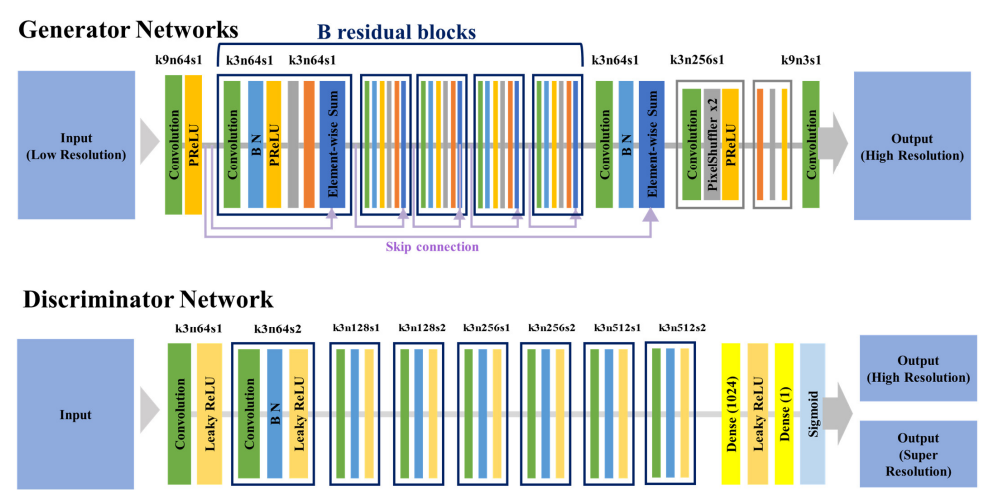 Generator Networks
B residual blocks
k9n64s1
k3n64s1
k3n64s1
k3n64s1
k3n256s1
k9n3s1
Input
(Low Resolution)
Convolution
PReLU
Convolution
B N
PReLU
Element-wise Sum
Convolution
B N
Element-wise Sum
Convolution
PixelShuffler x2
PReLU
Convolution
Output
(High Resolution)
Skip connection
Discriminator Network
k3n64s1
k3n64s2
k3n128s1
k3n128s2
k3n256s1
k3n256s2
k3n512s1
k3n512s2
Input
Convolution
Leaky ReLU
Convolution
B N
Leaky ReLU
Dense (1024)
Leaky ReLU
Dense (1)
Sigmoid
Output
(High Resolution)
Output
(Super
Resolution)